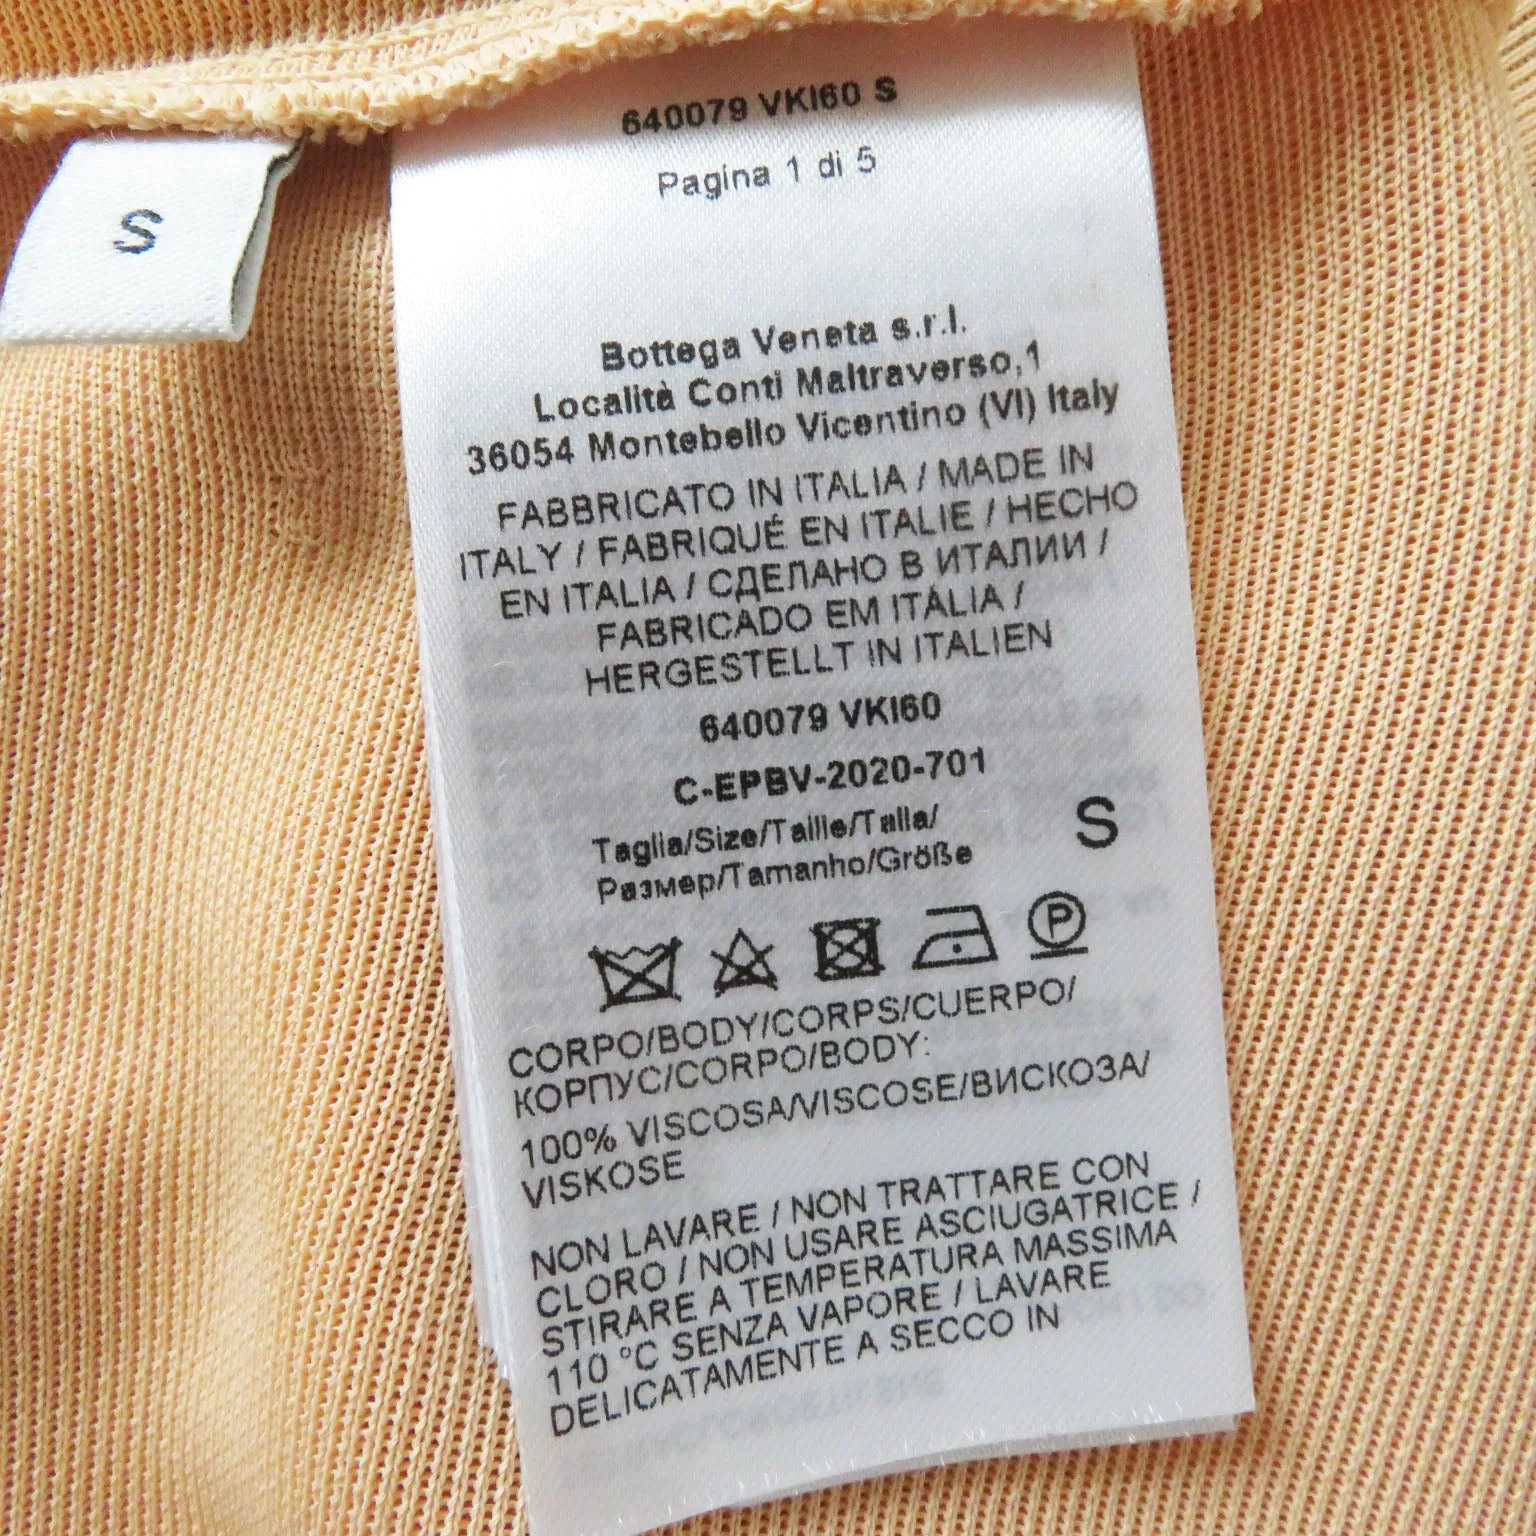 640079 VKI60 S
Pagina 1 di 5
S
Bottega Veneta s.r.l.
Località Conti Maltraverso,1
36054 Montebello Vicentino (VI) Italy
FABBRICATO IN ITALIA / MADE IN
ITALY / FABRIQUÉ EN ITALIE / HECHO
EN ITALIA / СДЕЛАНО В ИТАЛИИ /
FABRICADO EM ITÁLIA /
HERGESTELLT IN ITALIEN
640079 VKI60
C-EPBV-2020-701
Taglia/Size/Taille/Talla/
Размер/Tamanho/Größe
S
P
CORPO/BODY/CORPS/CUERPO/
КОРПУС/CORPO/BODY:
100% VISCOSA/VISCOSE/ВИСКОЗА/
VISKOSE
NON LAVARE / NON TRATTARE CON
CLORO / NON USARE ASCIUGATRICE /
STIRARE A TEMPERATURA MASSIMA
110 °C SENZA VAPORE / LAVARE
DELICATAMENTE A SECCO IN